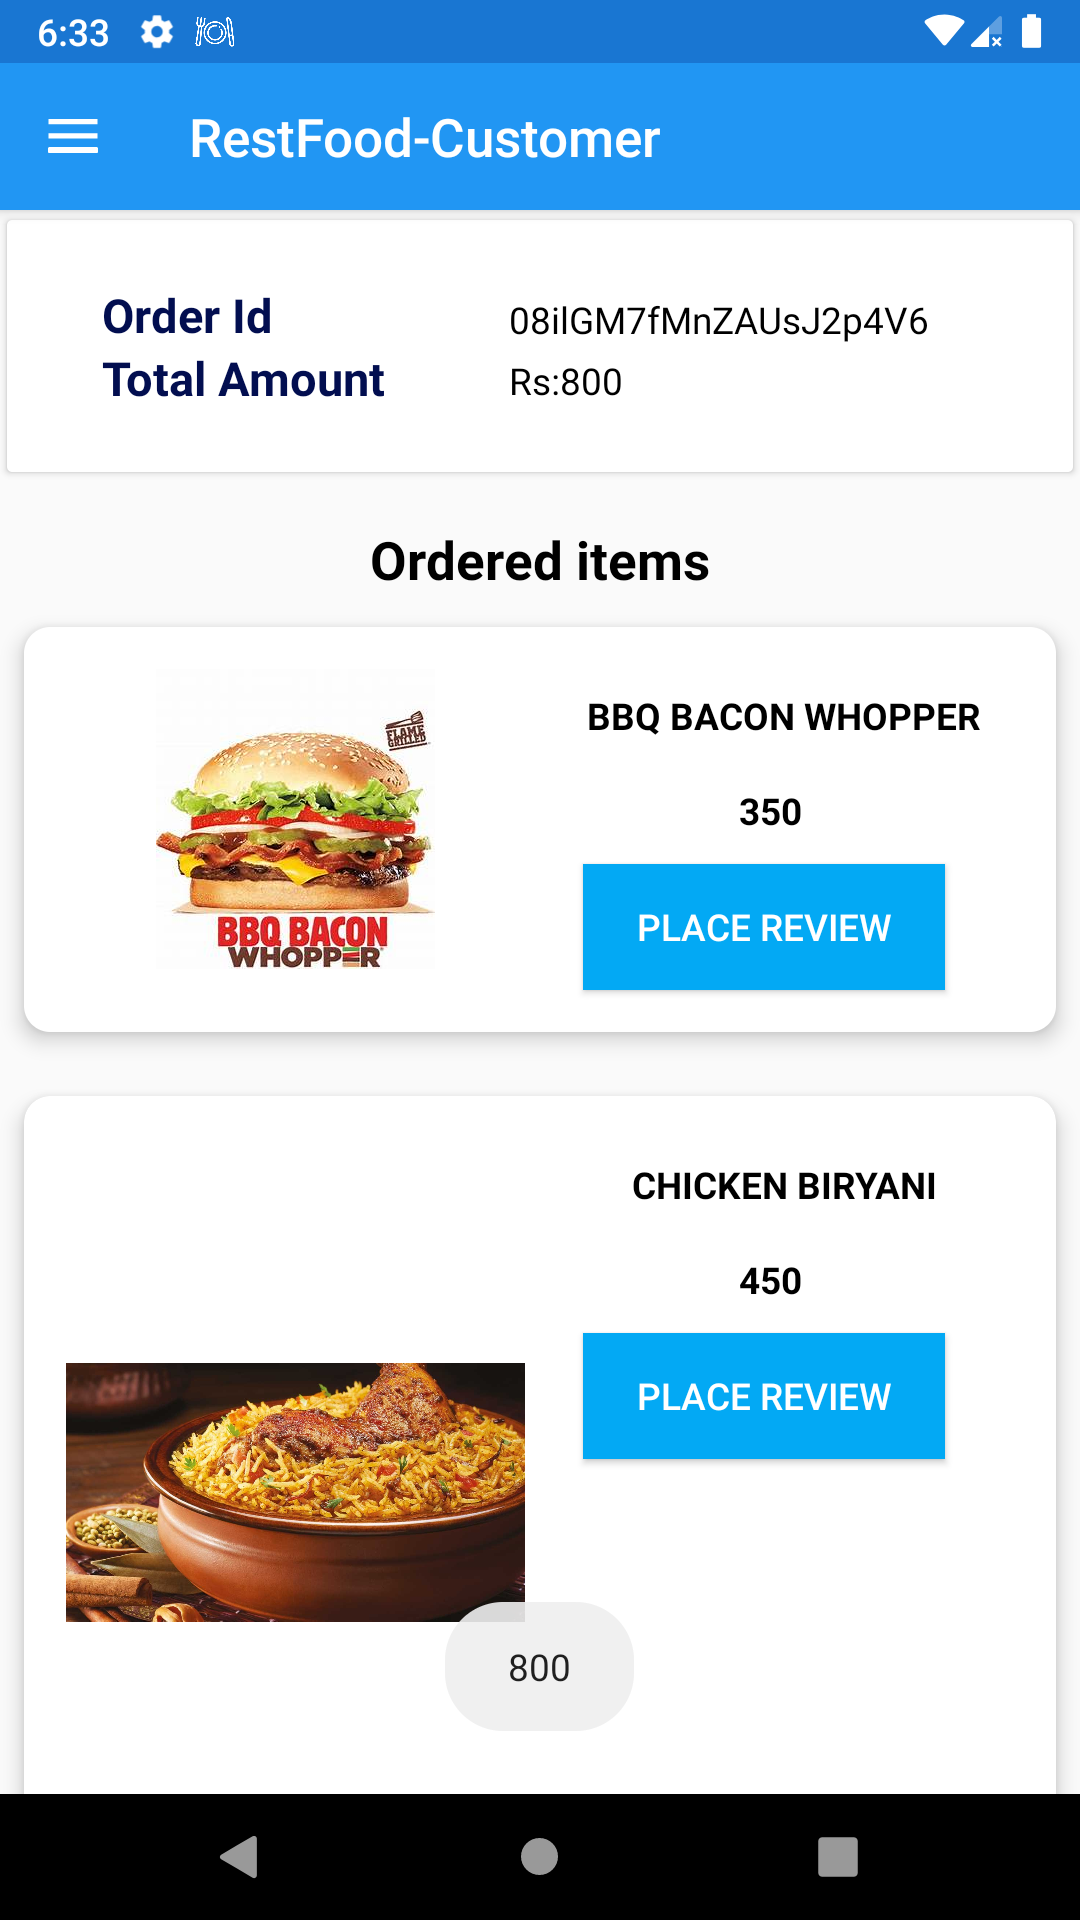 6:33
RestFood-Customer
Order Id
08ilGM7fMnZAUsJ2p4V6
Total Amount
Rs:800
Ordered items
FLAME
GRILLED
BBQ BACON
WHOPPER
BBQ BACON WHOPPER
350
PLACE REVIEW
CHICKEN BIRYANI
450
PLACE REVIEW
800